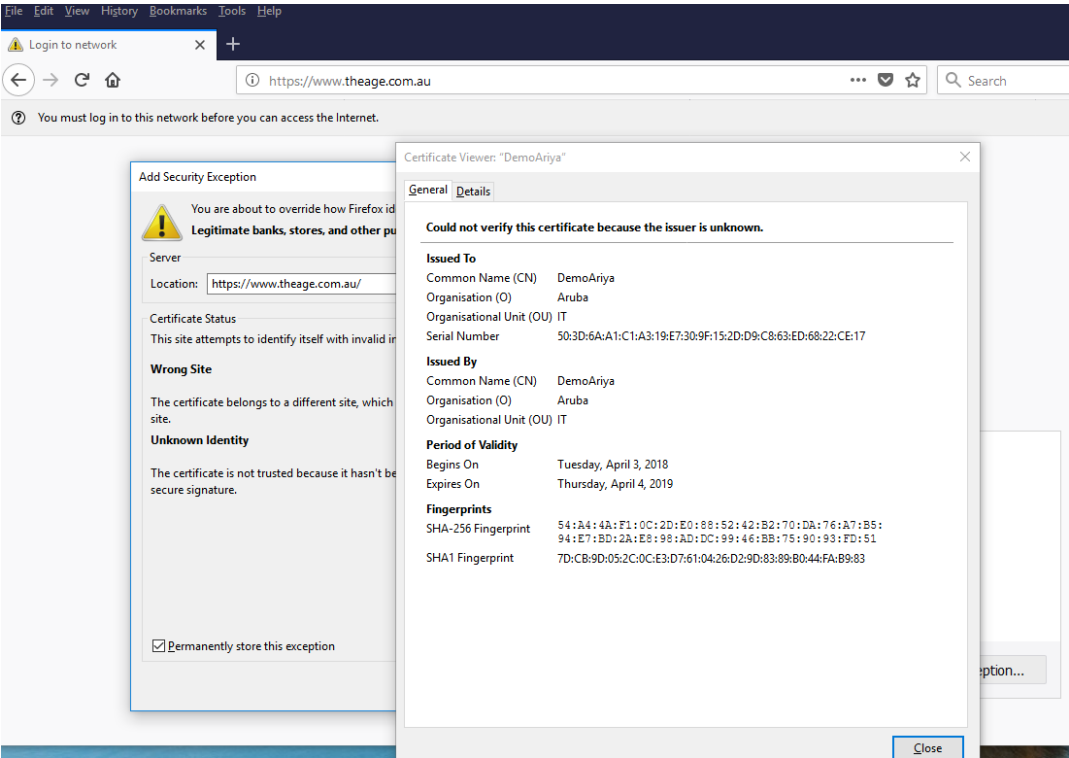 File Edit View History Bookmarks Tools Help
Login to network
https://www.theage.com.au
Search
You must log in to this network before you can access the Internet.
Add Security Exception
You are about to override how Firefox id
Legitimate banks, stores, and other pu
Server
Location: https://www.theage.com.au/
Certificate Status
This site attempts to identify itself with invalid in
Wrong Site
The certificate belongs to a different site, which
site.
Unknown Identity
The certificate is not trusted because it hasn't be
secure signature.
Permanently store this exception
Certificate Viewer: "DemoAriya"
General Details
Could not verify this certificate because the issuer is unknown.
Issued To
Common Name (CN) DemoAriya
Organisation (O) Aruba
Organisational Unit (OU) IT
Serial Number 50:3D:6A:A1:C1:A3:19:E7:30:9F:15:2D:D9:C8:63:ED:68:22:CE:17
Issued By
Common Name (CN) DemoAriya
Organisation (O) Aruba
Organisational Unit (OU) IT
Period of Validity
Begins On Tuesday, April 3, 2018
Expires On Thursday, April 4, 2019
Fingerprints
SHA-256 Fingerprint 54:A4:4A:F1:0C:2D:E0:88:52:42:B2:70:DA:76:A7:B5:
94:E7:BD:2A:E8:98:AD:DC:99:46:BB:75:90:93:FD:51
SHA1 Fingerprint 7D:CB:9D:05:2C:0C:E3:D7:61:04:26:D2:9D:83:89:B0:44:FA:B9:83
eption...
Close